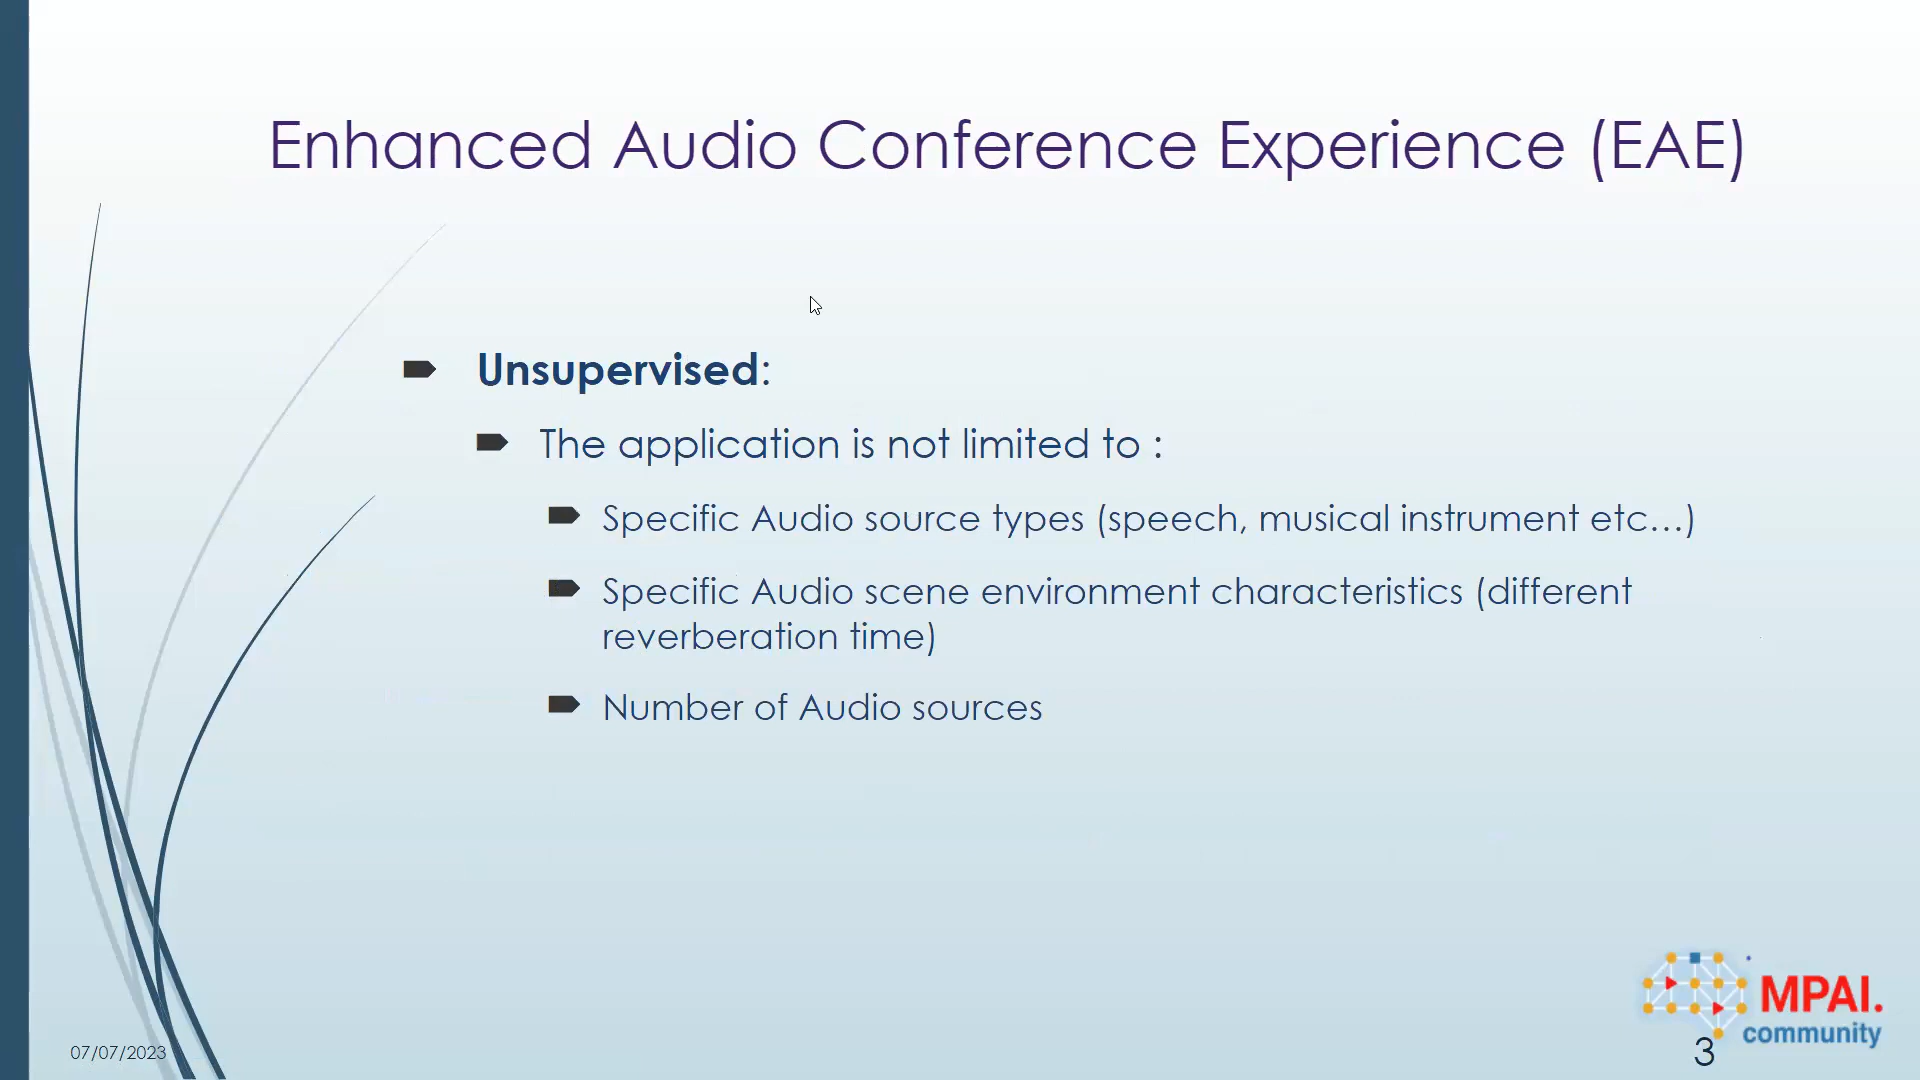 Enhanced Audio Conference Experience (EAE)
Unsupervised:
The application is not limited to :
Specific Audio source types (speech, musical instrument etc...)
Specific Audio scene environment characteristics (different
reverberation time)
Number of Audio sources
MPAI.
community
07/07/2023
3